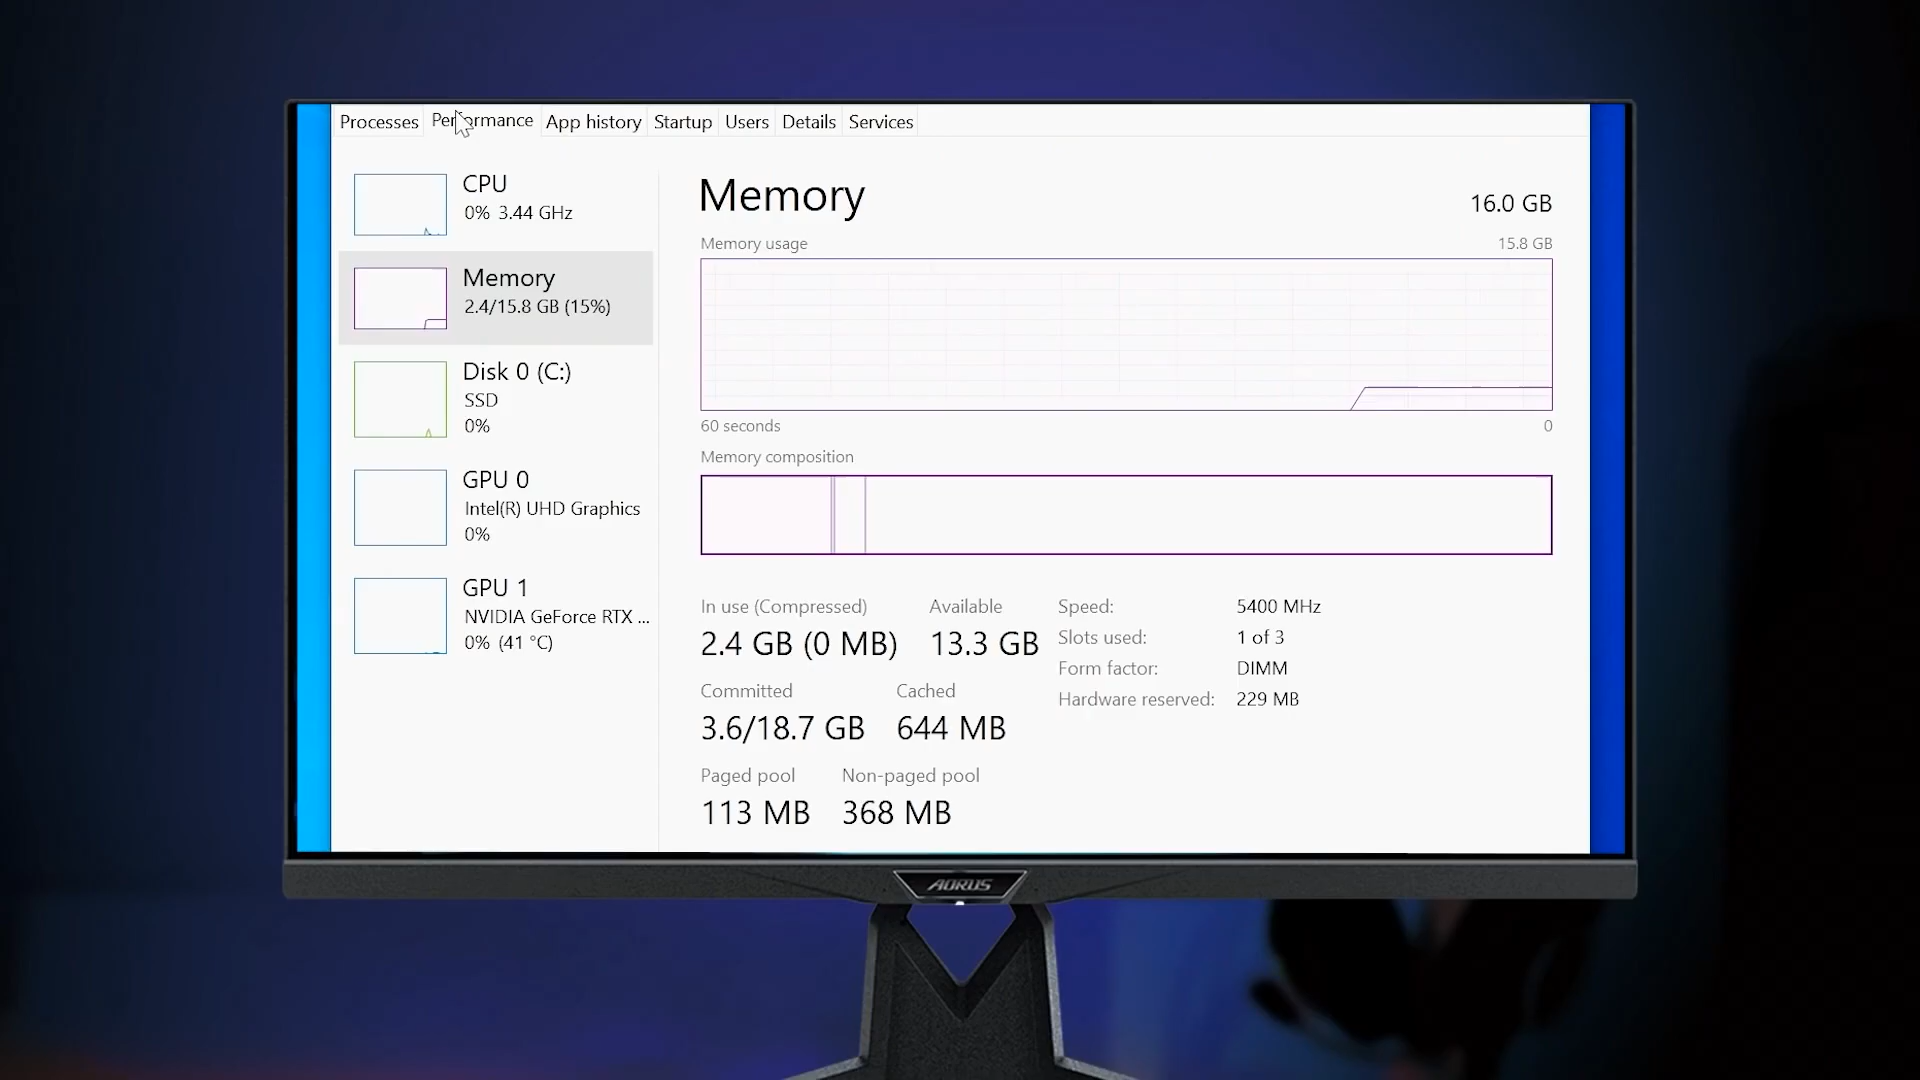 Processes Performance App history Startup Users Details Services
CPU
0% 3.44 GHz
Memory
2.4/15.8 GB (15%)
Disk 0 (C:)
SSD
0%
GPU 0
Intel(R) UHD Graphics
0%
GPU 1
NVIDIA GeForce RTX ...
0% (41 °C)
Memory
16.0 GB
Memory usage
15.8 GB
60 seconds
0
Memory composition
In use (Compressed)
Available
2.4 GB (0 MB)
13.3 GB
Committed
Cached
3.6/18.7 GB
644 MB
Paged pool
Non-paged pool
113 MB
368 MB
Speed: 5400 MHz
Slots used: 1 of 3
Form factor: DIMM
Hardware reserved: 229 MB
AORUS